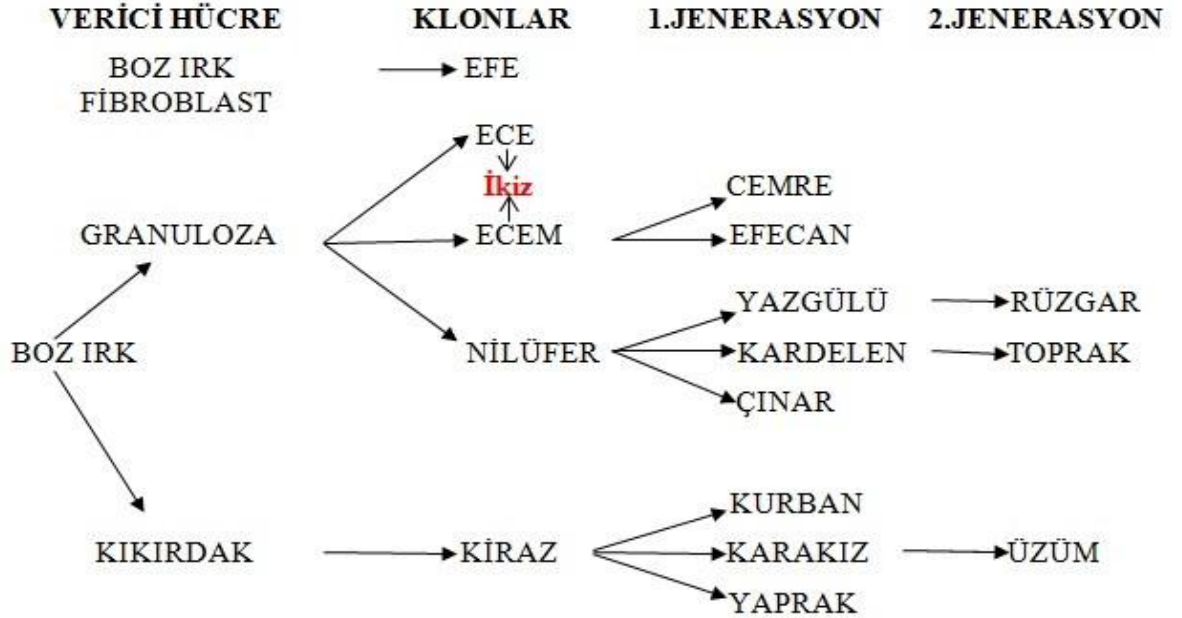 VERİCİ HÜCRE KLONLAR 1.JENERASYON 2.JENERASYON
BOZ IRK EFE
FİBROBLAST
ECE
İkiz
CEMRE
GRANULOZA ECEM EFECAN
YAZGÜLÜ RÜZGAR
BOZ IRK NİLÜFER KARDELEN TOPRAK
ÇINAR
KURBAN
KIKIRDAK KİRAZ KARAKIZ ÜZÜM
YAPRAK